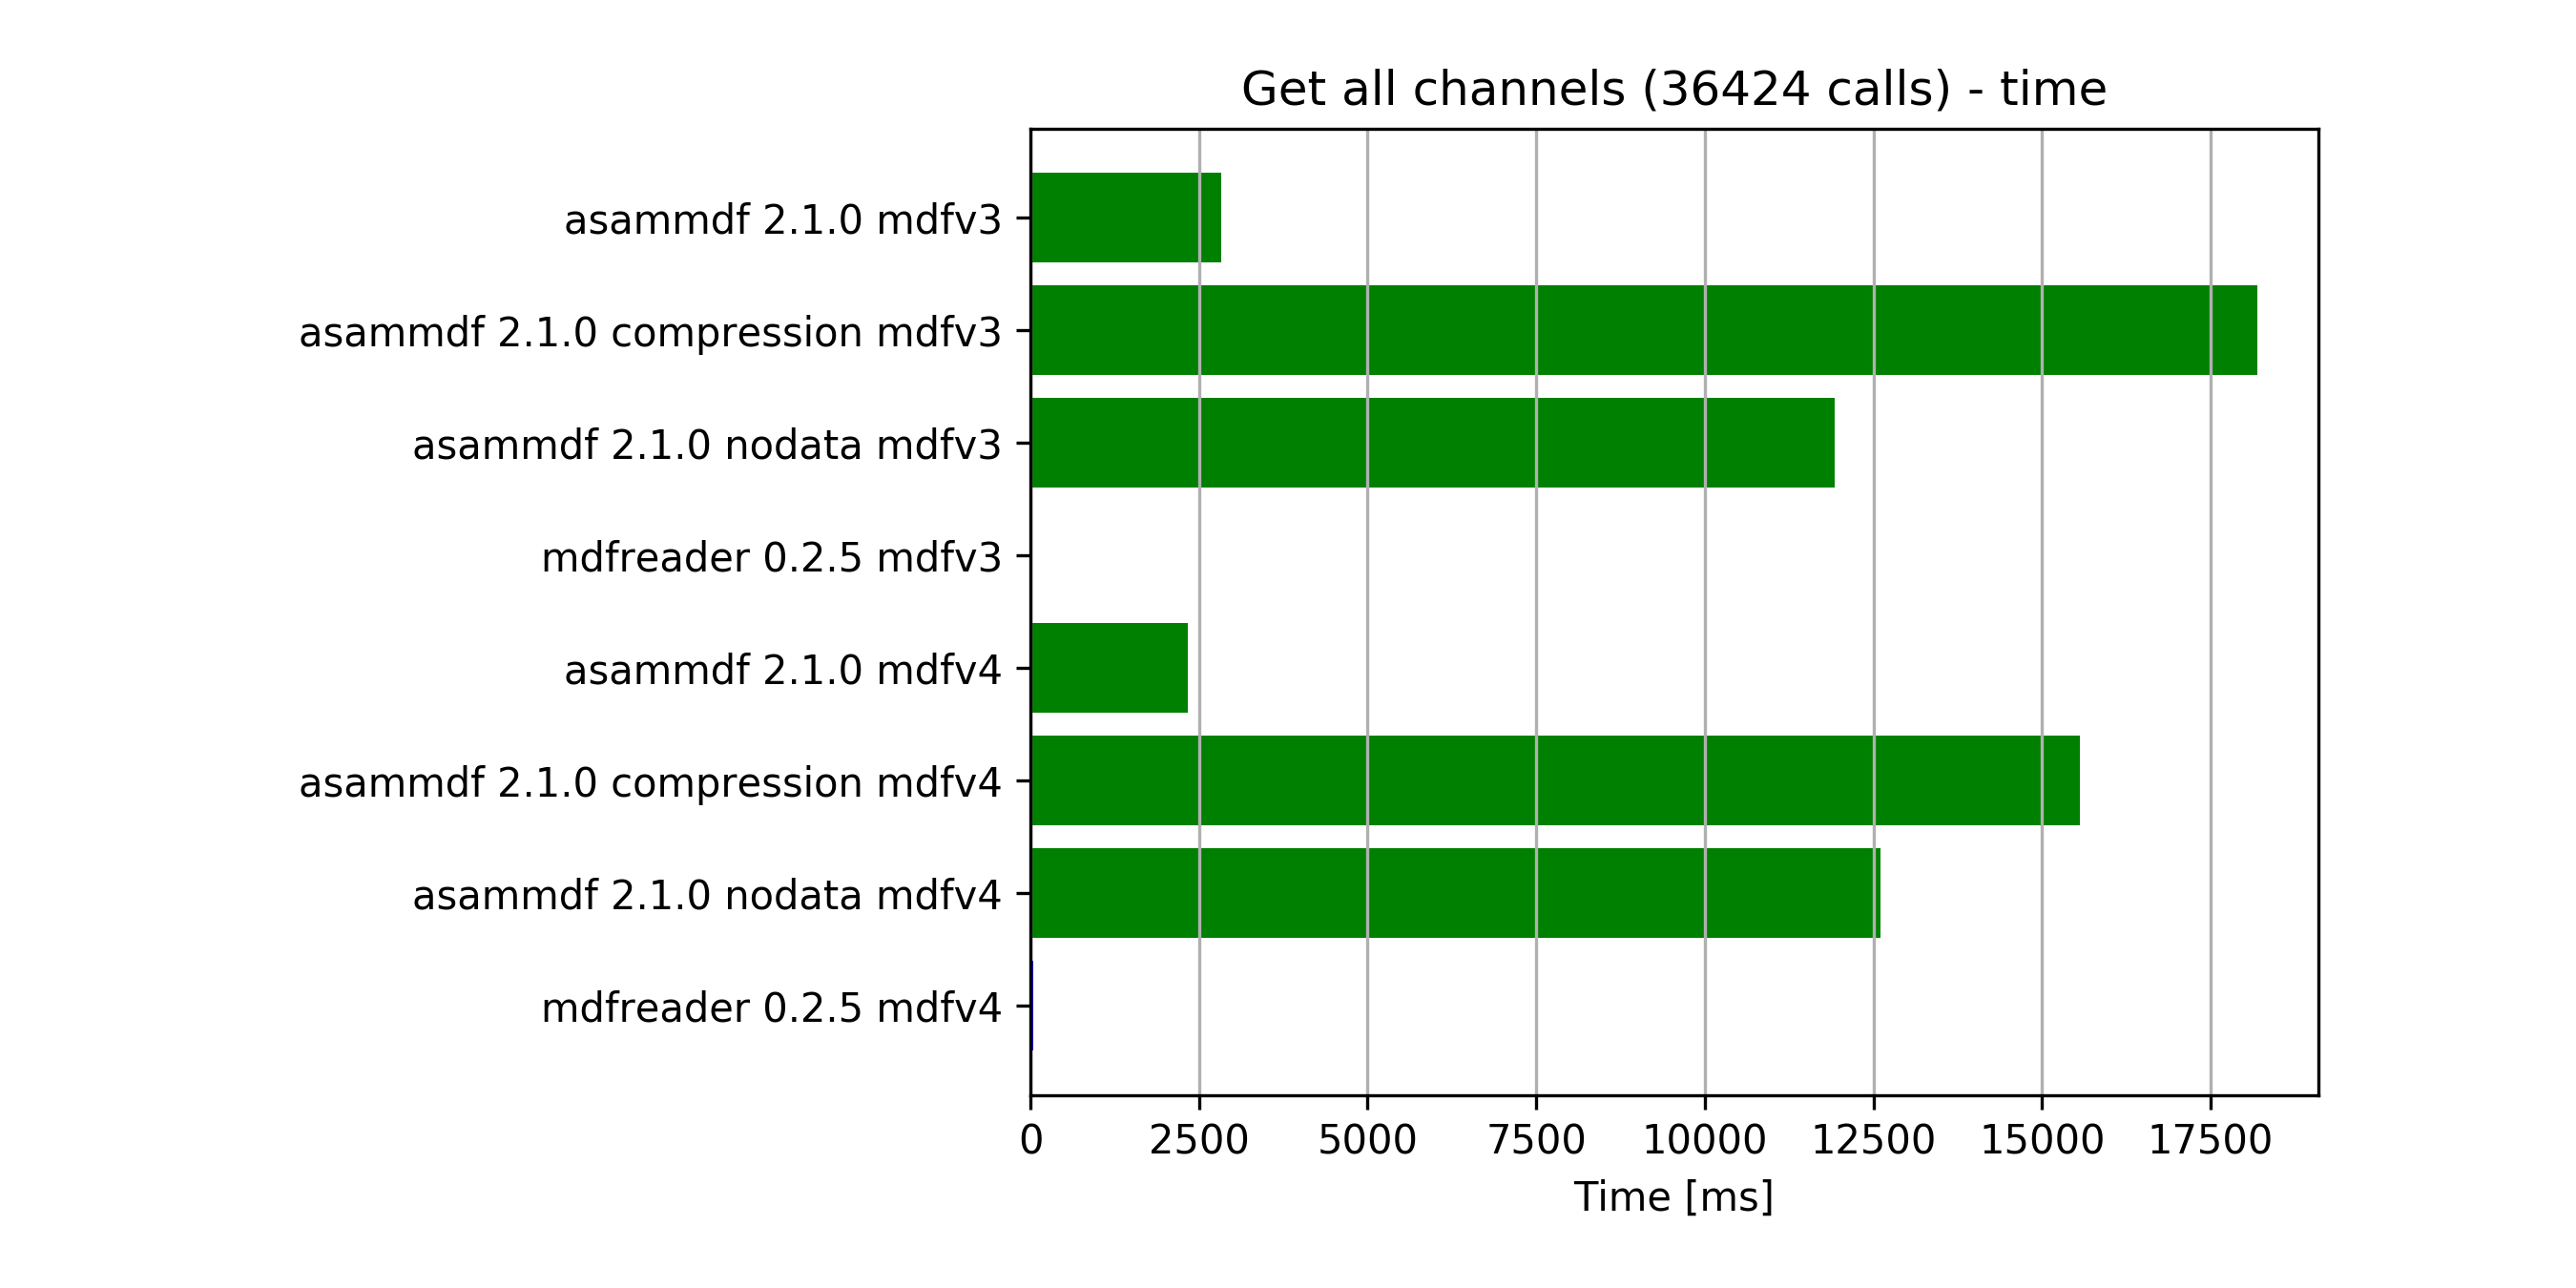 Get all channels (36424 calls) - time
asammdf 2.1.0 mdfv3
asammdf 2.1.0 compression mdfv3
asammdf 2.1.0 nodata mdfv3
mdfreader 0.2.5 mdfv3
asammdf 2.1.0 mdfv4
asammdf 2.1.0 compression mdfv4
asammdf 2.1.0 nodata mdfv4
mdfreader 0.2.5 mdfv4
0 2500 5000 7500 10000 12500 15000 17500
Time [ms]